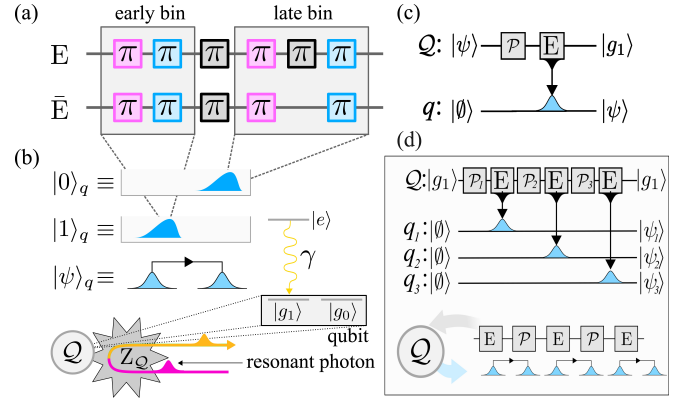 (a) early bin late bin
E π π π π π π
Ē π π π π π
(b)
|0⟩q ≡
|1⟩q ≡
|ψ⟩q ≡
|e⟩
γ
|g₁⟩ |g₀⟩
qubit
Q Z_Q resonant photon
(c)
Q: |ψ⟩ P E |g₁⟩
q: |∅⟩ |ψ⟩
(d)
Q: |g₁⟩ P₁ E P₂ E P₃ E |g₁⟩
q₁: |∅⟩ |ψ₁⟩
q₂: |∅⟩ |ψ₂⟩
q₃: |∅⟩ |ψ₃⟩
Q E P E P E